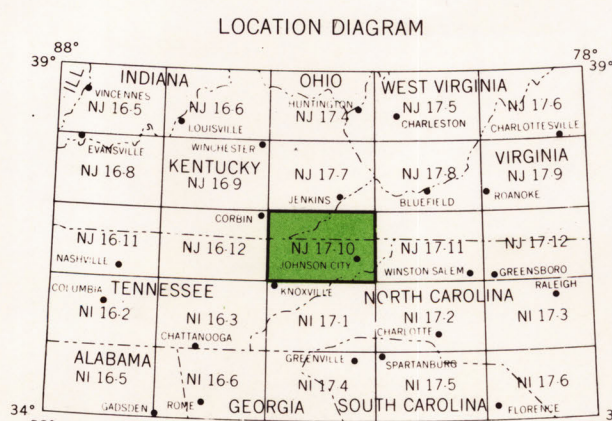 LOCATION DIAGRAM
88° 78°
39° 39°
ILL INDIANA OHIO WEST VIRGINIA
VINCENNES HUNTINGTON
NJ 16-5 NJ 16-6 NJ 17-4 NJ 17-5 NJ 17-6
LOUISVILLE CHARLESTON CHARLOTTESVILLE
EVANSVILLE WINCHESTER
NJ 16-8 KENTUCKY NJ 17-7 NJ 17-8 VIRGINIA
NJ 16 9 NJ 17 9
JENKINS BLUEFIELD ROANOKE
CORBIN
NJ 16-11 NJ 16-12 NJ 17-10 NJ 17-11 NJ 17-12
NASHVILLE JOHNSON CITY WINSTON SALEM GREENSBORO
COLUMBIA TENNESSEE KNOXVILLE NORTH CAROLINA RALEIGH
NI 16-2 NI 16-3 NI 17-1 NI 17-2 NI 17-3
CHATTANOOGA CHARLOTTE
ALABAMA GREENVILLE SPARTANBURG
NI 16-5 NI 16-6 NI 17-4 NI 17-5 NI 17-6
34° GADSDEN ROME GEORGIA SOUTH CAROLINA FLORENCE